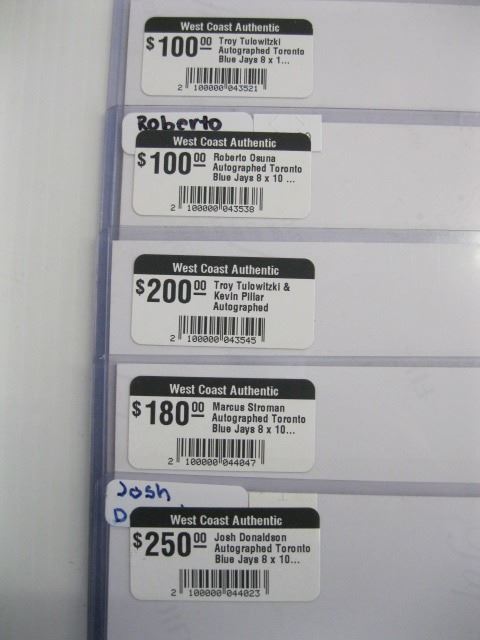 West Coast Authentic
$100.00 Troy Tulowitzki
Autographed Toronto
Blue Jays 8 x 1...
2 100000 043521
Roberto
West Coast Authentic
$100.00 Roberto Osuna
Autographed Toronto
Blue Jays 8 x 10 ...
2 100000 043538
West Coast Authentic
$200.00 Troy Tulowitzki &
Kevin Pillar
Autographed
2 100000 043545
West Coast Authentic
$180.00 Marcus Stroman
Autographed Toronto
Blue Jays 8 x 10...
2 100000 044047
Josh
D
West Coast Authentic
$250.00 Josh Donaldson
Autographed Toronto
Blue Jays 8 x 10...
2 100000 044023